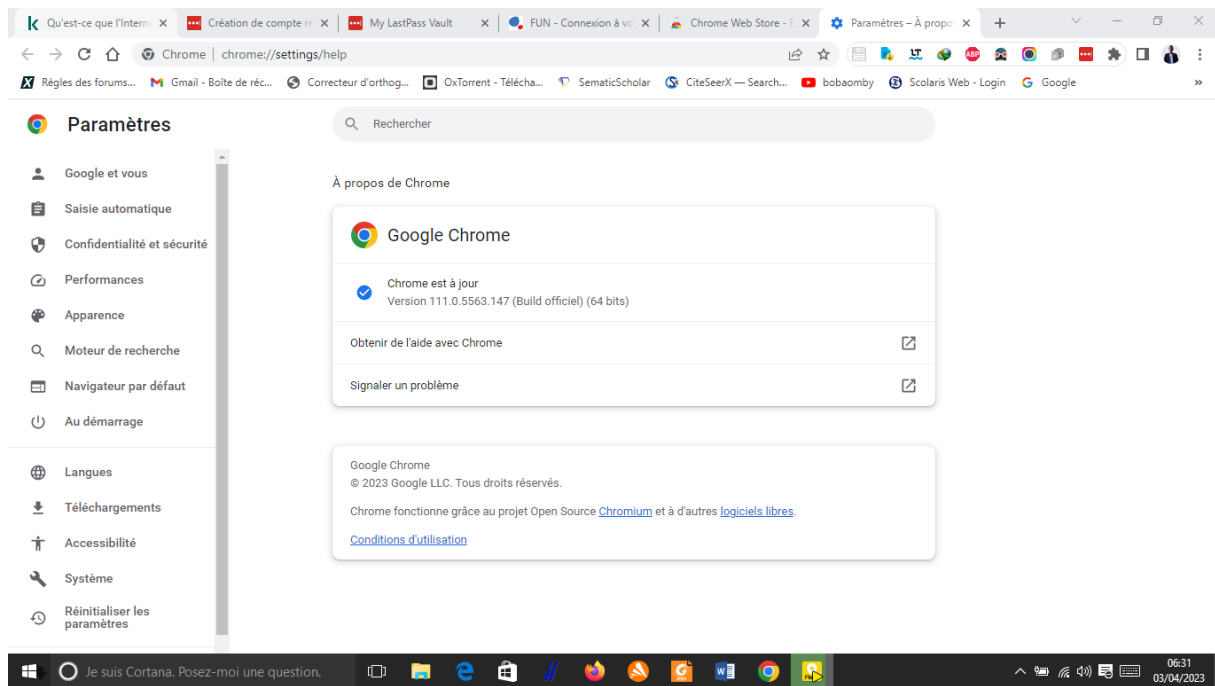 Qu'est-ce que l'Intern
Création de compte ré
My LastPass Vault
FUN - Connexion à vo
Chrome Web Store - E
Paramètres – À propo
Chrome | chrome://settings/help
Règles des forums...
Gmail - Boîte de réc...
Correcteur d'orthog...
OxTorrent - Télécha...
SematicScholar
CiteSeerX — Search...
bobaomby
Scolaris Web - Login
Google
»
Paramètres
Rechercher
Google et vous
Saisie automatique
Confidentialité et sécurité
Performances
Apparence
Moteur de recherche
Navigateur par défaut
Au démarrage
Langues
Téléchargements
Accessibilité
Système
Réinitialiser les
paramètres
À propos de Chrome
Google Chrome
Chrome est à jour
Version 111.0.5563.147 (Build officiel) (64 bits)
Obtenir de l'aide avec Chrome
Signaler un problème
Google Chrome
© 2023 Google LLC. Tous droits réservés.
Chrome fonctionne grâce au projet Open Source Chromium et à d'autres logiciels libres.
Conditions d'utilisation
Je suis Cortana. Posez-moi une question.
06:31
03/04/2023